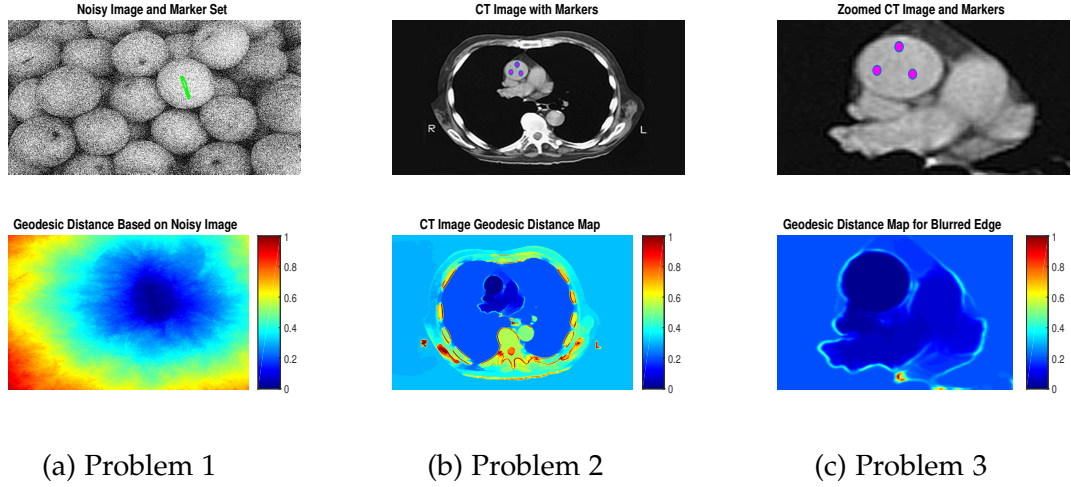 Noisy Image and Marker Set
CT Image with Markers
Zoomed CT Image and Markers
R
L
Geodesic Distance Based on Noisy Image
CT Image Geodesic Distance Map
Geodesic Distance Map for Blurred Edge
1
0.8
0.6
0.4
0.2
0
R
L
1
0.8
0.6
0.4
0.2
0
1
0.8
0.6
0.4
0.2
0
(a) Problem 1
(b) Problem 2
(c) Problem 3